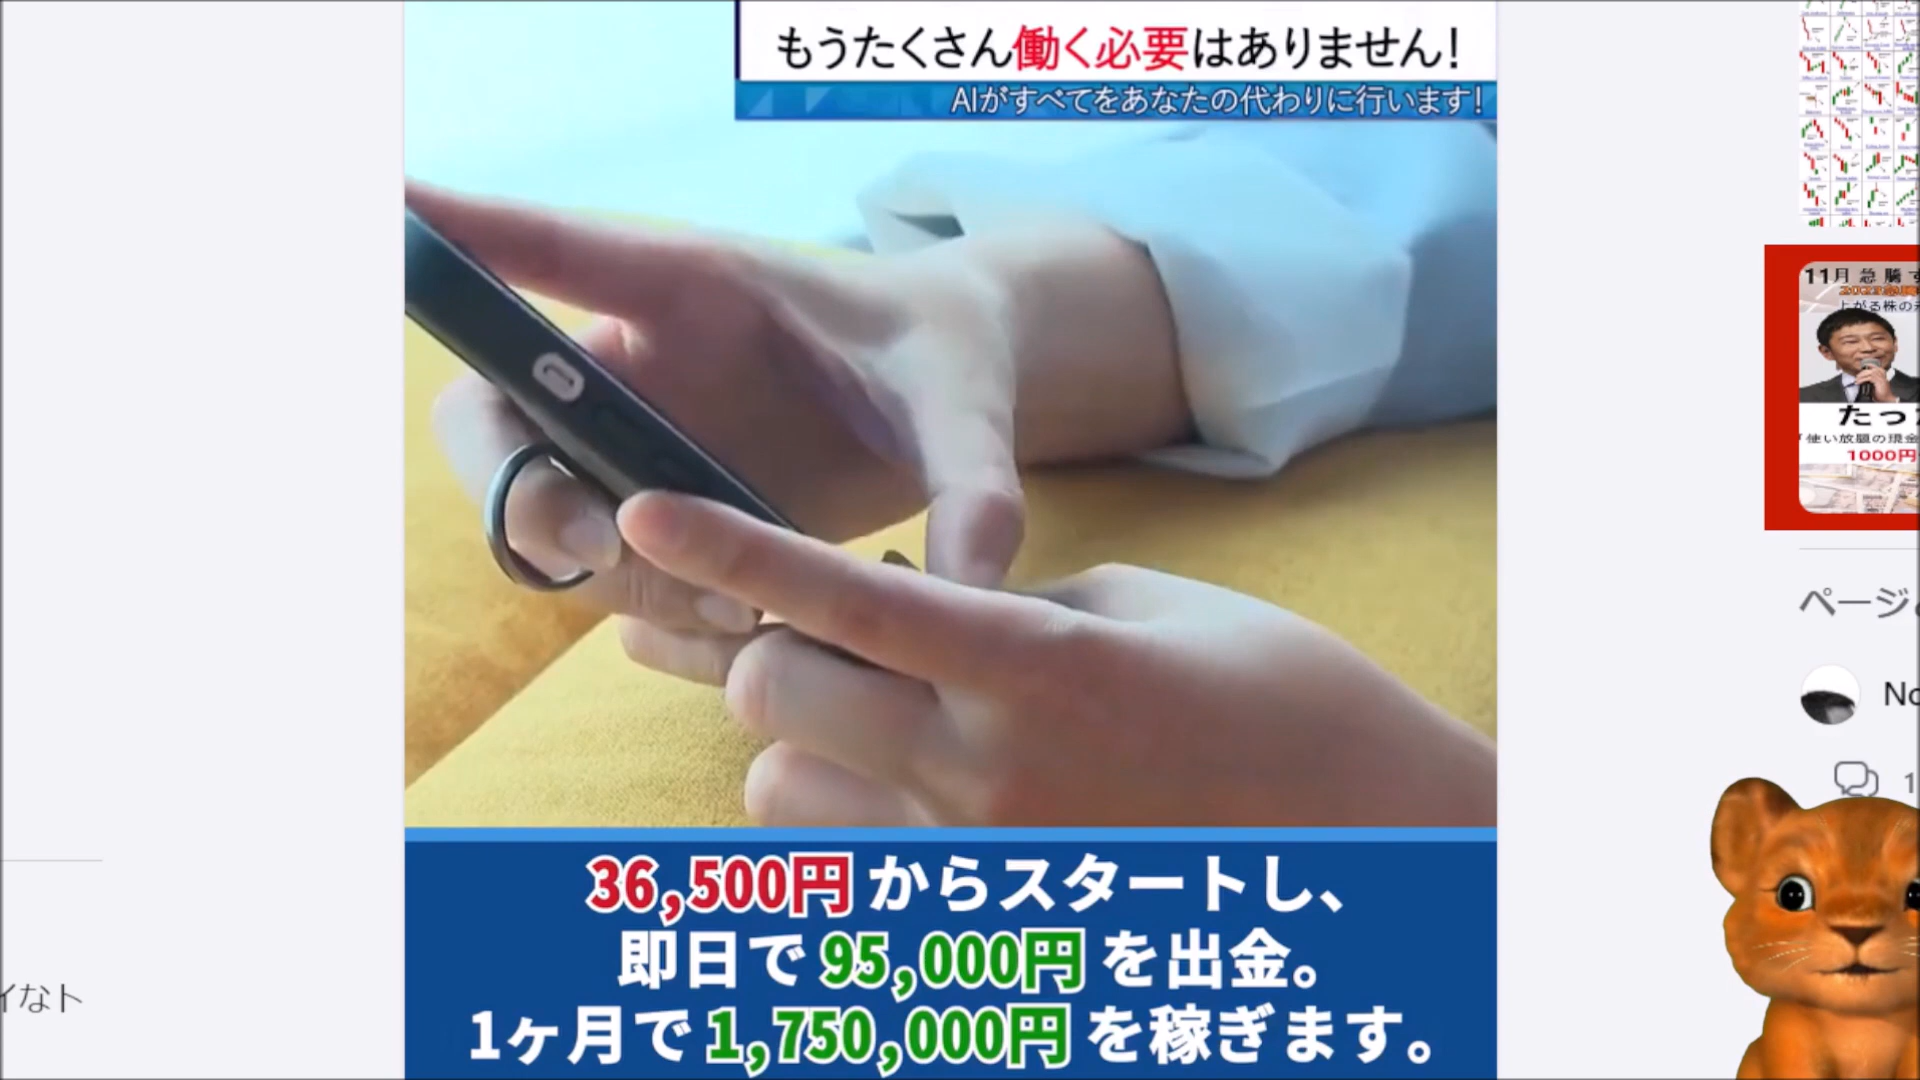 もうたくさん働く必要はありません!
AIがすべてをあなたの代わりに行います!
36,500円からスタートし、
即日で95,000円を出金。
1ヶ月で1,750,000円を稼ぎます。
11月急騰す
上がる株の
たっ
「使い放題の現金
1000円
ページ
No
1
イなト